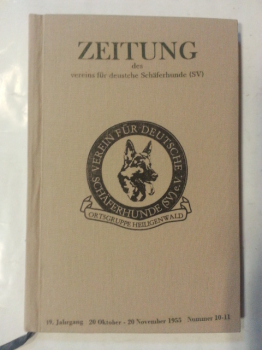 ZEITUNG
des
vereins für deutsche Schäferhunde (SV)
VEREIN FÜR DEUTSCHE
SCHÄFERHUNDE (SV) e.V.
ORTSGRUPPE HEILIGENWALD
49. Jahrgang 20 Oktober - 20 November 1955 Nummer 10-11